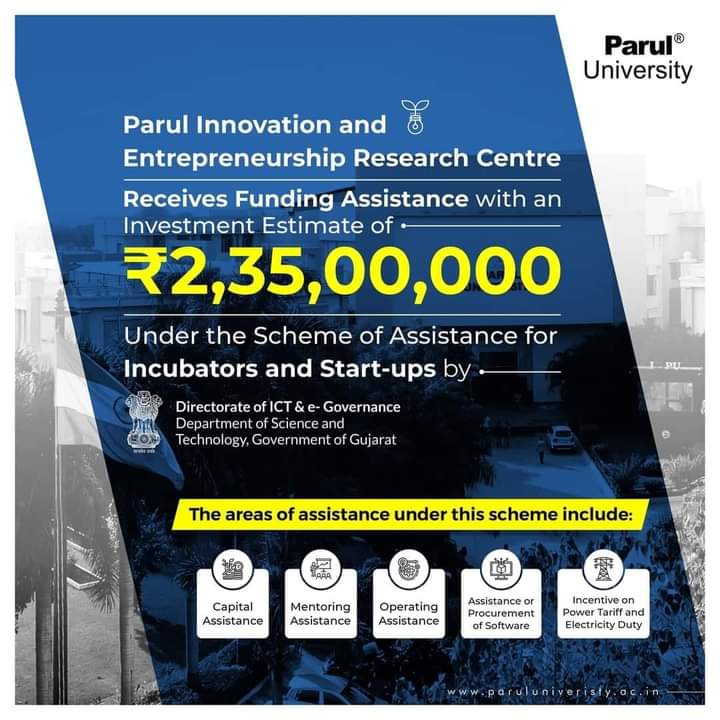 Parul®
University
Parul Innovation and
Entrepreneurship Research Centre
Receives Funding Assistance with an
Investment Estimate of
₹2,35,00,000
Under the Scheme of Assistance for
Incubators and Start-ups by
Directorate of ICT & e- Governance
Department of Science and
Technology, Government of Gujarat
The areas of assistance under this scheme include:
Capital
Assistance
Mentoring
Assistance
Operating
Assistance
Assistance or
Procurement
of Software
Incentive on
Power Tariff and
Electricity Duty
www.paruluniverisfy.ac.in